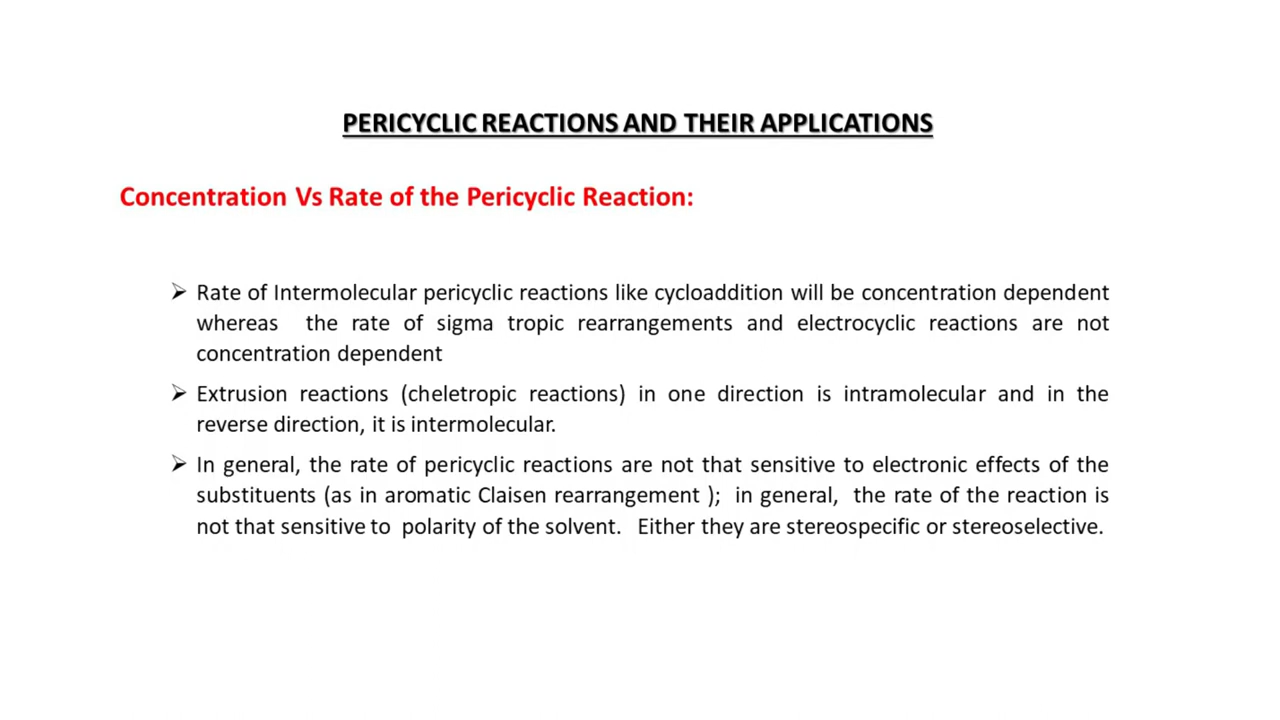 PERICYCLIC REACTIONS AND THEIR APPLICATIONS
Concentration Vs Rate of the Pericyclic Reaction:
➢ Rate of Intermolecular pericyclic reactions like cycloaddition will be concentration dependent
whereas the rate of sigma tropic rearrangements and electrocyclic reactions are not
concentration dependent
➢ Extrusion reactions (cheletropic reactions) in one direction is intramolecular and in the
reverse direction, it is intermolecular.
➢ In general, the rate of pericyclic reactions are not that sensitive to electronic effects of the
substituents (as in aromatic Claisen rearrangement ); in general, the rate of the reaction is
not that sensitive to polarity of the solvent. Either they are stereospecific or stereoselective.